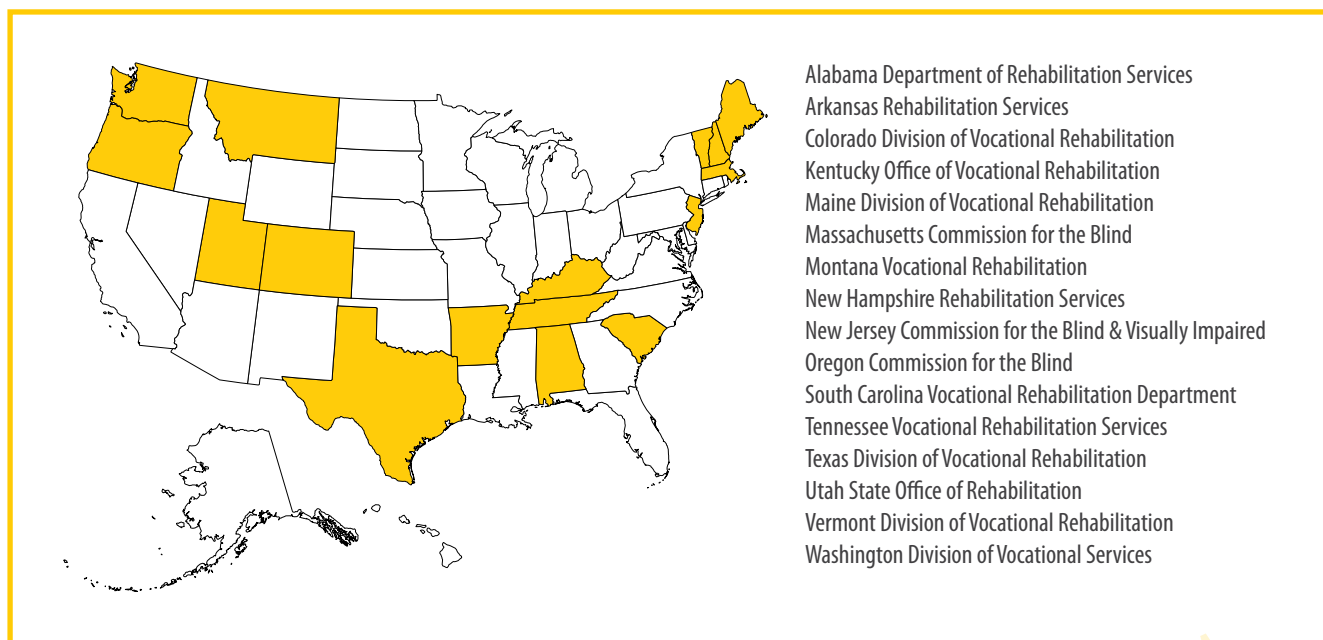 Alabama Department of Rehabilitation Services
Arkansas Rehabilitation Services
Colorado Division of Vocational Rehabilitation
Kentucky Office of Vocational Rehabilitation
Maine Division of Vocational Rehabilitation
Massachusetts Commission for the Blind
Montana Vocational Rehabilitation
New Hampshire Rehabilitation Services
New Jersey Commission for the Blind & Visually Impaired
Oregon Commission for the Blind
South Carolina Vocational Rehabilitation Department
Tennessee Vocational Rehabilitation Services
Texas Division of Vocational Rehabilitation
Utah State Office of Rehabilitation
Vermont Division of Vocational Rehabilitation
Washington Division of Vocational Services